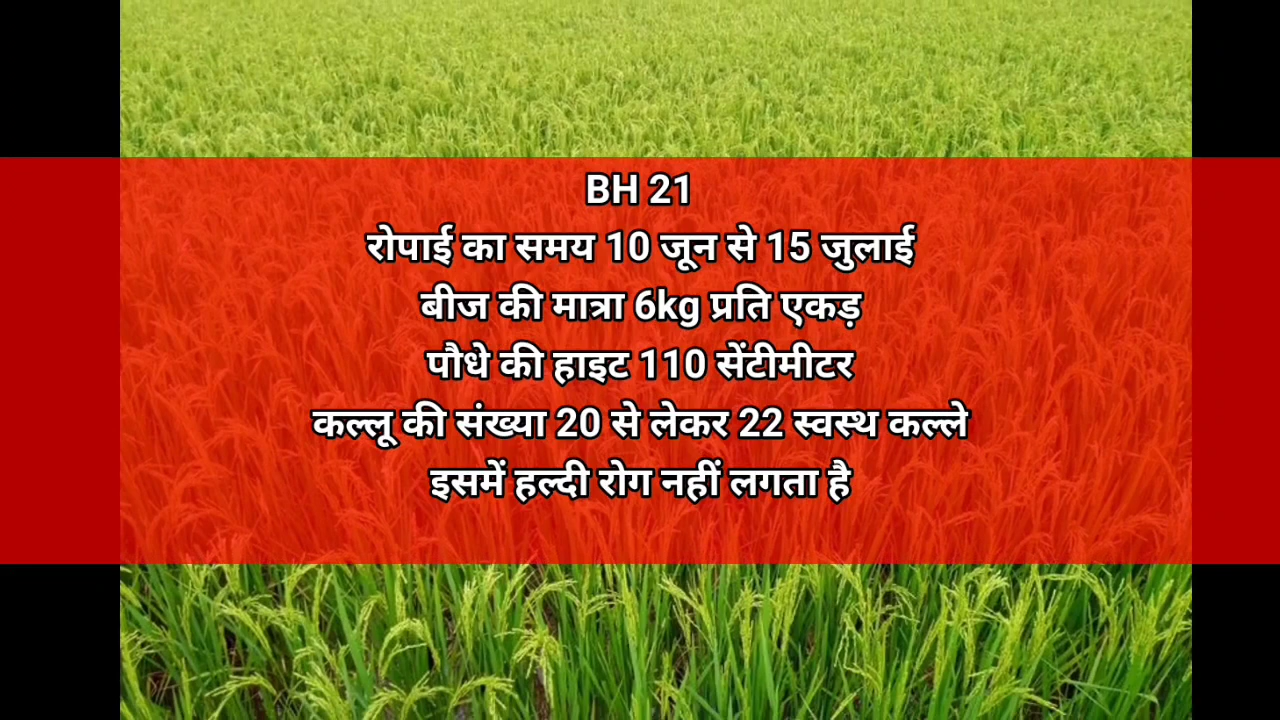 BH 21
रोपाई का समय 10 जून से 15 जुलाई
बीज की मात्रा 6kg प्रति एकड़
पौधे की हाइट 110 सेंटीमीटर
कल्लू की संख्या 20 से लेकर 22 स्वस्थ कल्ले
इसमें हल्दी रोग नहीं लगता है